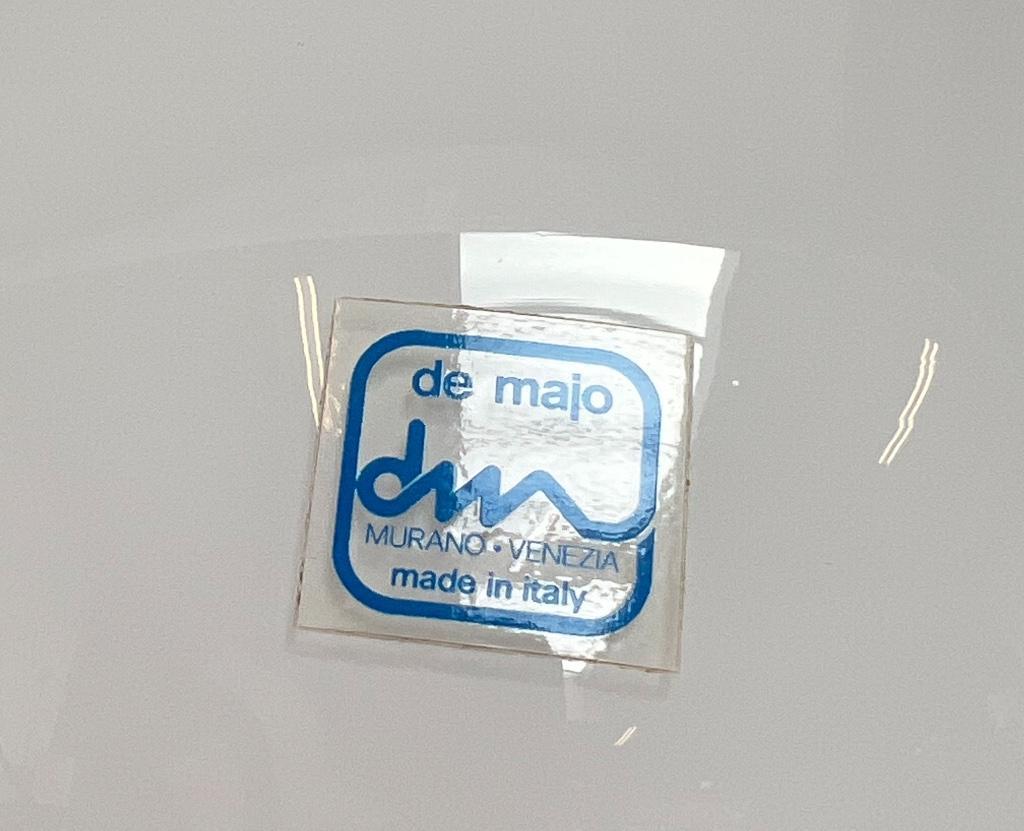 de majo
dm
MURANO • VENEZIA
made in italy